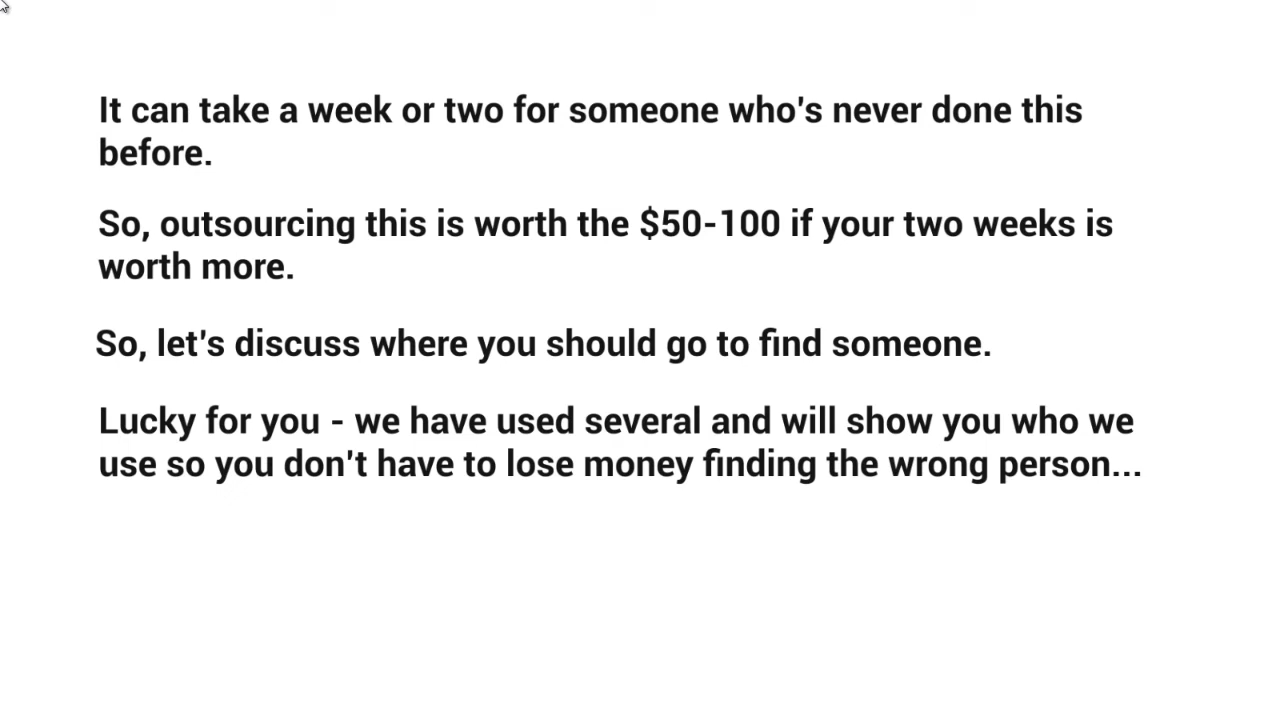 It can take a week or two for someone who's never done this
before.
So, outsourcing this is worth the $50-100 if your two weeks is
worth more.
So, let's discuss where you should go to find someone.
Lucky for you - we have used several and will show you who we
use so you don't have to lose money finding the wrong person...